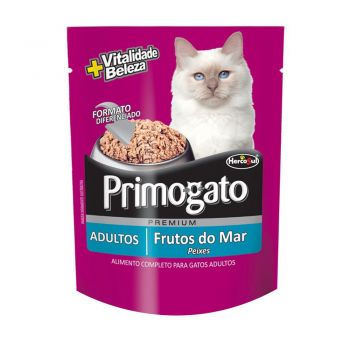 +Vitalidade
Beleza
FORMATO
DIFERENCIADO
HercoSul
Primogato
PREMIUM
ADULTOS
Frutos do Mar
Peixes
ALIMENTO COMPLETO PARA GATOS ADULTOS